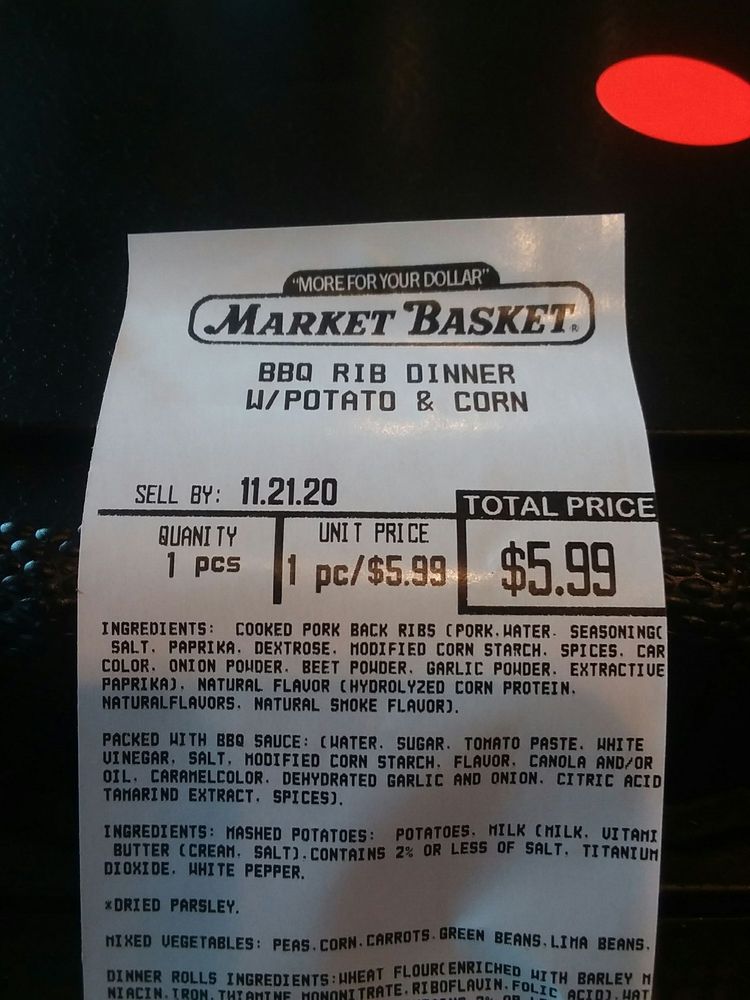 "MORE FOR YOUR DOLLAR"
MARKET BASKET®
BBQ RIB DINNER
W/POTATO & CORN
SELL BY: 11.21.20
TOTAL PRICE
QUANITY
UNIT PRICE
1 pcs
1 pc/$5.99
$5.99
INGREDIENTS: COOKED PORK BACK RIBS (PORK.WATER. SEASONING(
SALT. PAPRIKA. DEXTROSE. MODIFIED CORN STARCH. SPICES. CAR
COLOR. ONION POWDER. BEET POWDER. GARLIC POWDER. EXTRACTIVE
PAPRIKA). NATURAL FLAVOR (HYDROLYZED CORN PROTEIN.
NATURALFLAVORS. NATURAL SMOKE FLAVOR).
PACKED WITH BBQ SAUCE: (WATER. SUGAR. TOMATO PASTE. WHITE
VINEGAR. SALT. MODIFIED CORN STARCH. FLAVOR. CANOLA AND/OR
OIL. CARAMELCOLOR. DEHYDRATED GARLIC AND ONION. CITRIC ACID
TAMARIND EXTRACT. SPICES).
INGREDIENTS: MASHED POTATOES: POTATOES. MILK (MILK. VITAMI
BUTTER (CREAM. SALT).CONTAINS 2% OR LESS OF SALT. TITANIUM
DIOXIDE. WHITE PEPPER.
*DRIED PARSLEY.
MIXED VEGETABLES: PEAS.CORN.CARROTS.GREEN BEANS.LIMA BEANS.
DINNER ROLLS INGREDIENTS:WHEAT FLOUR(ENRICHED WITH BARLEY M
NIACIN.IRON.THIAMINE MONONITRATE.RIBOFLAVIN.FOLIC ACID).WAT